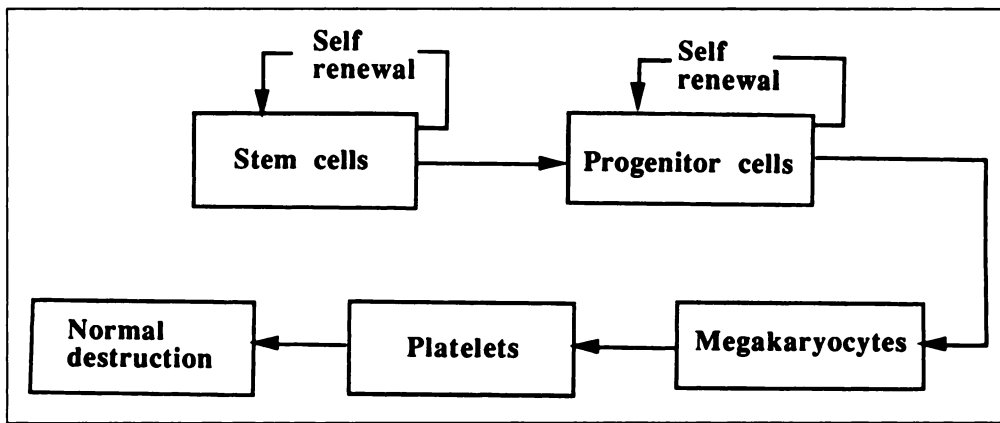 Self
renewal
Self
renewal
Stem cells
Progenitor cells
Normal
destruction
Platelets
Megakaryocytes